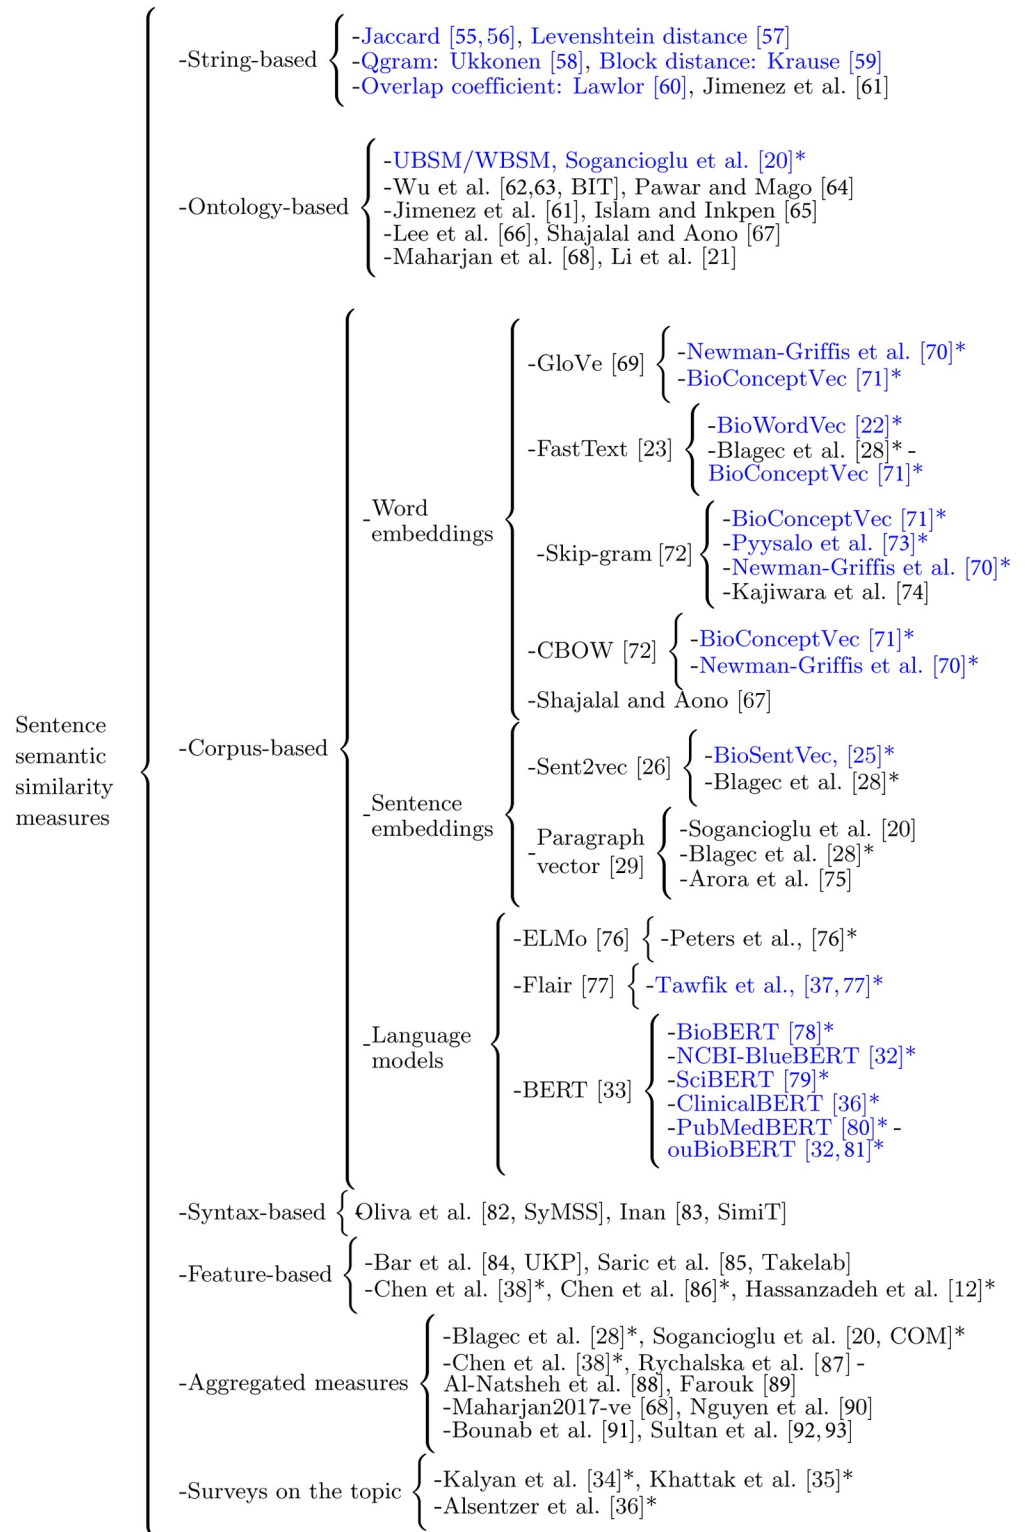 Sentence
semantic
similarity
measures
-String-based
-Jaccard [55,56], Levenshtein distance [57]
-Qgram: Ukkonen [58], Block distance: Krause [59]
-Overlap coefficient: Lawlor [60], Jimenez et al. [61]
-Ontology-based
-UBSM/WBSM, Sogancioglu et al. [20]*
-Wu et al. [62,63, BIT], Pawar and Mago [64]
-Jimenez et al. [61], Islam and Inkpen [65]
-Lee et al. [66], Shajalal and Aono [67]
-Maharjan et al. [68], Li et al. [21]
-Corpus-based
-Word
embeddings
-GloVe [69]
-Newman-Griffis et al. [70]*
-BioConceptVec [71]*
-FastText [23]
-BioWordVec [22]*
-Blagec et al. [28]* -
BioConceptVec [71]*
-Skip-gram [72]
-BioConceptVec [71]*
-Pyysalo et al. [73]*
-Newman-Griffis et al. [70]*
-Kajiwara et al. [74]
-CBOW [72]
-BioConceptVec [71]*
-Newman-Griffis et al. [70]*
-Shajalal and Aono [67]
-Sentence
embeddings
-Sent2vec [26]
-BioSentVec, [25]*
-Blagec et al. [28]*
-Paragraph
vector [29]
-Sogancioglu et al. [20]
-Blagec et al. [28]*
-Arora et al. [75]
-Language
models
-ELMo [76]
-Peters et al., [76]*
-Flair [77]
-Tawfik et al., [37,77]*
-BERT [33]
-BioBERT [78]*
-NCBI-BlueBERT [32]*
-SciBERT [79]*
-ClinicalBERT [36]*
-PubMedBERT [80]* -
ouBioBERT [32,81]*
-Syntax-based
-Oliva et al. [82, SyMSS], Inan [83, SimiT]
-Feature-based
-Bar et al. [84, UKP], Saric et al. [85, Takelab]
-Chen et al. [38]*, Chen et al. [86]*, Hassanzadeh et al. [12]*
-Aggregated measures
-Blagec et al. [28]*, Sogancioglu et al. [20, COM]*
-Chen et al. [38]*, Rychalska et al. [87] -
Al-Natsheh et al. [88], Farouk [89]
-Maharjan2017-ve [68], Nguyen et al. [90]
-Bounab et al. [91], Sultan et al. [92,93]
-Surveys on the topic
-Kalyan et al. [34]*, Khattak et al. [35]*
-Alsentzer et al. [36]*